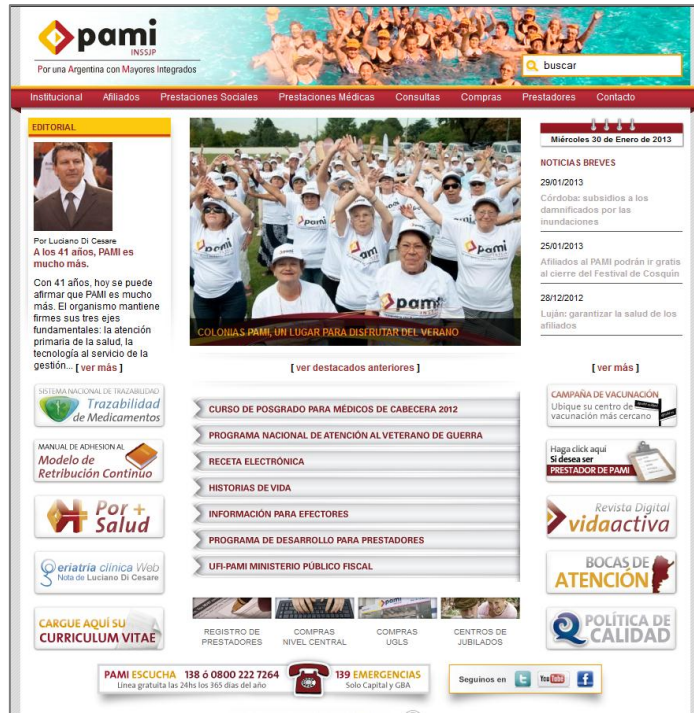 pami
INSSJP
Por una Argentina con Mayores Integrados
buscar
Institucional Afiliados Prestaciones Sociales Prestaciones Médicas Consultas Compras Prestadores Contacto
EDITORIAL
Por Luciano Di Cesare
A los 41 años, PAMI es
mucho más.
Con 41 años, hoy se puede
afirmar que PAMI es mucho
más. El organismo mantiene
firmes sus tres ejes
fundamentales: la atención
primaria de la salud, la
tecnología al servicio de la
gestión... [ ver más ]
pami
pami
pami
COLONIAS PAMI, UN LUGAR PARA DISFRUTAR DEL VERANO
[ ver destacados anteriores ]
Miércoles 30 de Enero de 2013
NOTICIAS BREVES
29/01/2013
Córdoba: subsidios a los
damnificados por las
inundaciones
25/01/2013
Afiliados al PAMI podrán ir gratis
al cierre del Festival de Cosquín
28/12/2012
Luján: garantizar la salud de los
afiliados
[ ver más ]
SISTEMA NACIONAL DE TRAZABILIDAD
Trazabilidad
de Medicamentos
MANUAL DE ADHESION AL
Modelo de
Retribución Continuo
Por +
Salud
Geriatría clínica Web
Nota de Luciano Di Cesare
CARGUE AQUÍ SU
CURRICULUM VITAE
CURSO DE POSGRADO PARA MÉDICOS DE CABECERA 2012
PROGRAMA NACIONAL DE ATENCIÓN AL VETERANO DE GUERRA
RECETA ELECTRÓNICA
HISTORIAS DE VIDA
INFORMACIÓN PARA EFECTORES
PROGRAMA DE DESARROLLO PARA PRESTADORES
UFI-PAMI MINISTERIO PÚBLICO FISCAL
REGISTRO DE
PRESTADORES
COMPRAS
NIVEL CENTRAL
pami
COMPRAS
UGLS
CENTROS DE
JUBILADOS
CAMPAÑA DE VACUNACIÓN
Ubique su centro de
vacunación más cercano
Haga click aquí
Si desea ser
PRESTADOR DE PAMI
Revista Digital
vidaactiva
BOCAS DE
ATENCIÓN
POLÍTICA DE
CALIDAD
PAMI ESCUCHA 138 ó 0800 222 7264
Línea gratuita las 24hs los 365 días del año
139 EMERGENCIAS
Solo Capital y GBA
Seguinos en
t
You Tube
f